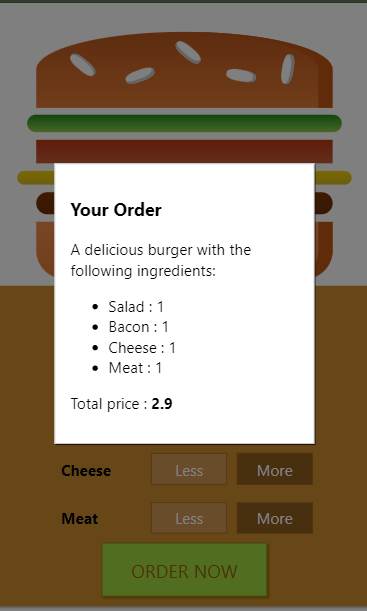 Your Order
A delicious burger with the
following ingredients:
Salad : 1
Bacon : 1
Cheese : 1
Meat : 1
Total price : 2.9
Cheese Less More
Meat Less More
ORDER NOW